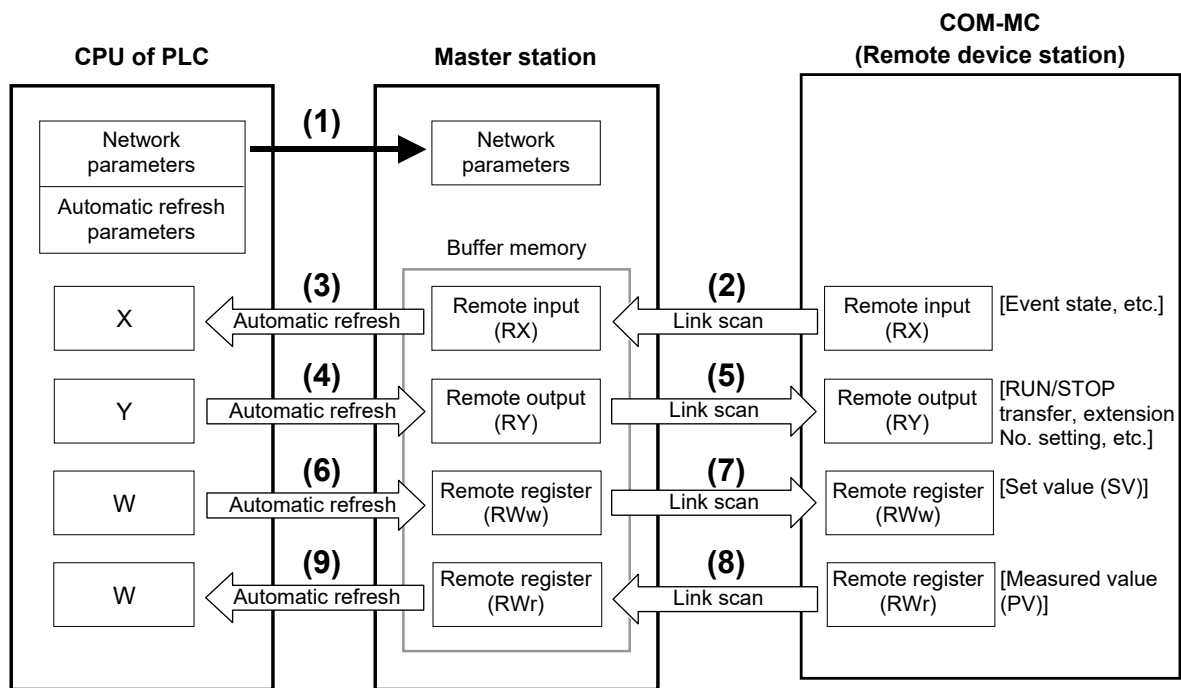 COM-MC
(Remote device station)
CPU of PLC
Master station
Network
parameters
Automatic refresh
parameters
(1)
Network
parameters
Buffer memory
X
(3)
Automatic refresh
Remote input
(RX)
(2)
Link scan
Remote input
(RX)
[Event state, etc.]
Y
(4)
Automatic refresh
Remote output
(RY)
(5)
Link scan
Remote output
(RY)
[RUN/STOP
transfer, extension
No. setting, etc.]
W
(6)
Automatic refresh
Remote register
(RWw)
(7)
Link scan
Remote register
(RWw)
[Set value (SV)]
W
(9)
Automatic refresh
Remote register
(RWr)
(8)
Link scan
Remote register
(RWr)
[Measured value
(PV)]